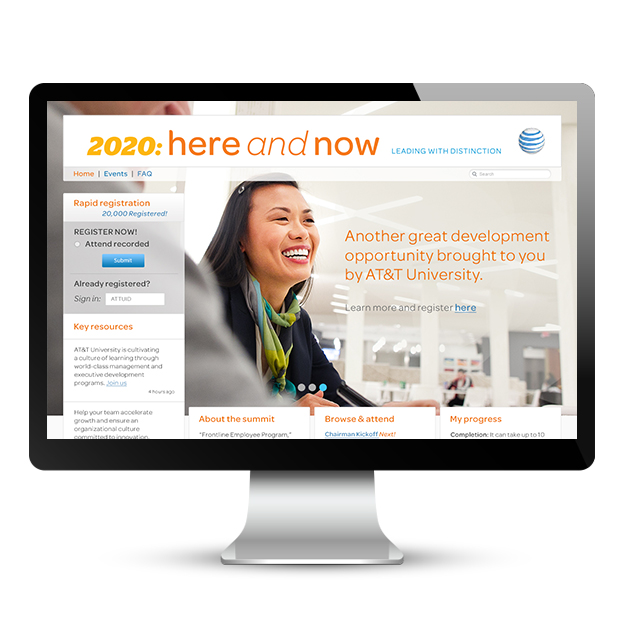 2020: here and now
LEADING WITH DISTINCTION
Home | Events | FAQ
Search
Rapid registration
20,000 Registered!
REGISTER NOW!
Attend recorded
Submit
Already registered?
Sign in: ATTUID
Key resources
AT&T University is cultivating
a culture of learning through
world-class management and
executive development
programs. Join us
4 hours ago
Help your team accelerate
growth and ensure an
organizational culture
committed to innovation.
Another great development
opportunity brought to you
by AT&T University.
Learn more and register here
About the summit
"Frontline Employee Program,"
Browse & attend
Chairman Kickoff Next!
My progress
Completion: It can take up to 10